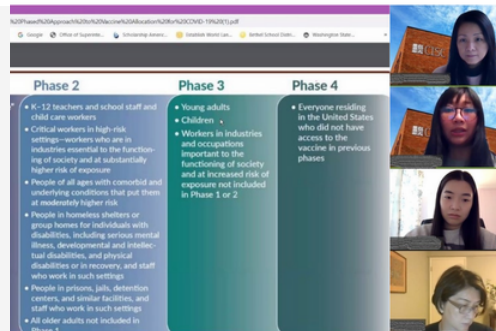 %20Phased%20Approach%20to%20Vaccine%20Allocation%20for%20COVID-19%20(1).pdf
Google
Office of Superinte...
Scholarship Advanc...
Establish World Lan...
Bethel School Distri...
Washington State...
Phase 2
• K–12 teachers and school staff and
child care workers
• Critical workers in high-risk
settings—workers who are in
industries essential to the function-
ing of society and at substantially
higher risk of exposure
• People of all ages with comorbid and
underlying conditions that put them
at moderately higher risk
• People in homeless shelters or
group homes for individuals with
disabilities, including serious mental
illness, developmental and intellec-
tual disabilities, and physical
disabilities or in recovery, and staff
who work in such settings
• People in prisons, jails, detention
centers, and similar facilities, and
staff who work in such settings
• All older adults not included in
Phase 1
Phase 3
• Young adults
• Children
• Workers in industries
and occupations
important to the
functioning of society
and at increased risk of
exposure not included
in Phase 1 or 2
Phase 4
• Everyone residing
in the United States
who did not have
access to the
vaccine in previous
phases
CISC